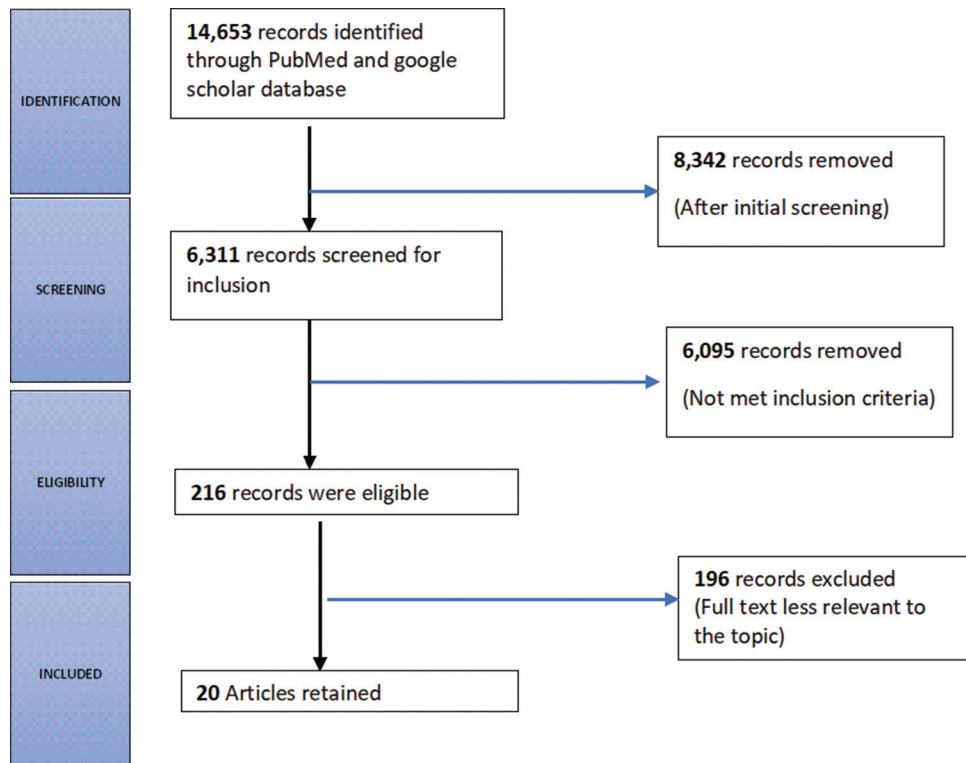 14,653 records identified
through PubMed and google
scholar database
IDENTIFICATION
8,342 records removed
(After initial screening)
6,311 records screened for
inclusion
SCREENING
6,095 records removed
(Not met inclusion criteria)
ELIGIBILITY
216 records were eligible
196 records excluded
(Full text less relevant to
the topic)
INCLUDED
20 Articles retained